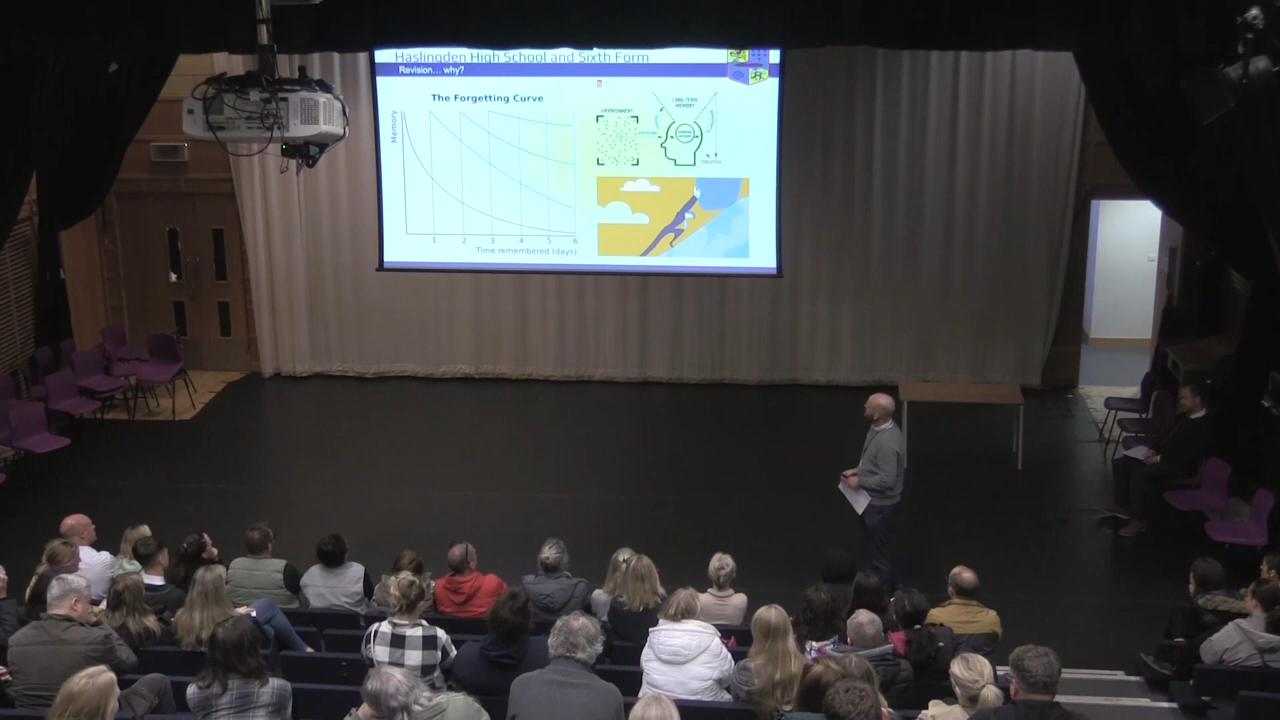 Haslingden High School and Sixth Form
Revision... why?
The Forgetting Curve
Memory
1 2 3 4 5 6
Time remembered (days)
ENVIRONMENT
LONG TERM
MEMORY